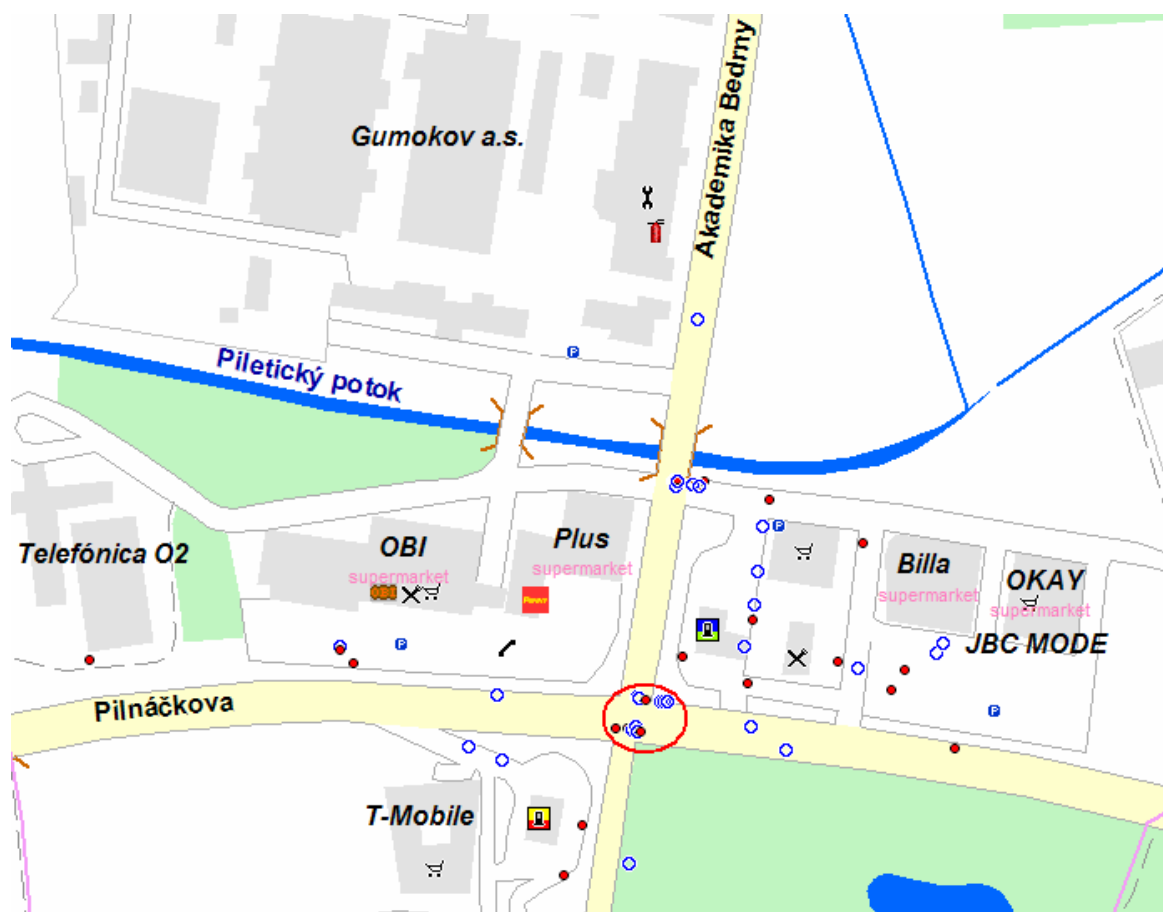 Akademika Bedrny
Gumokov a.s.
P
Piletický potok
Telefónica O2
OBI
supermarket
Plus
supermarket
P
Billa
supermarket
OKAY
supermarket
JBC MODE
P
Pilnáčkova
P
T-Mobile